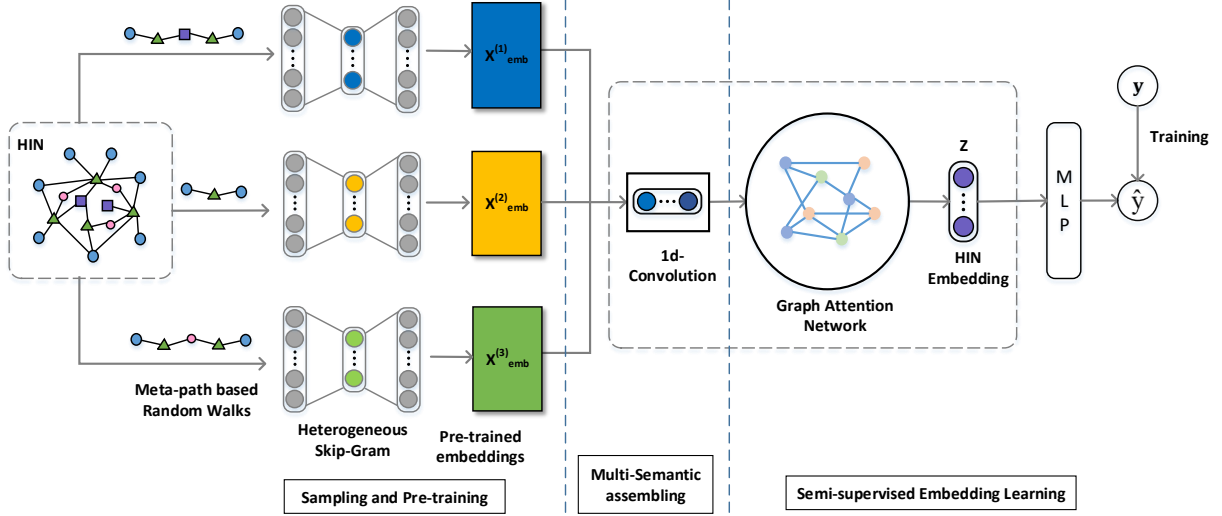 HIN
X(1)emb
X(2)emb
X(3)emb
Meta-path based
Random Walks
Heterogeneous
Skip-Gram
Pre-trained
embeddings
Sampling and Pre-training
1d-
Convolution
Multi-Semantic
assembling
Graph Attention
Network
Z
HIN
Embedding
Semi-supervised Embedding Learning
M
L
P
y
Training
ŷ